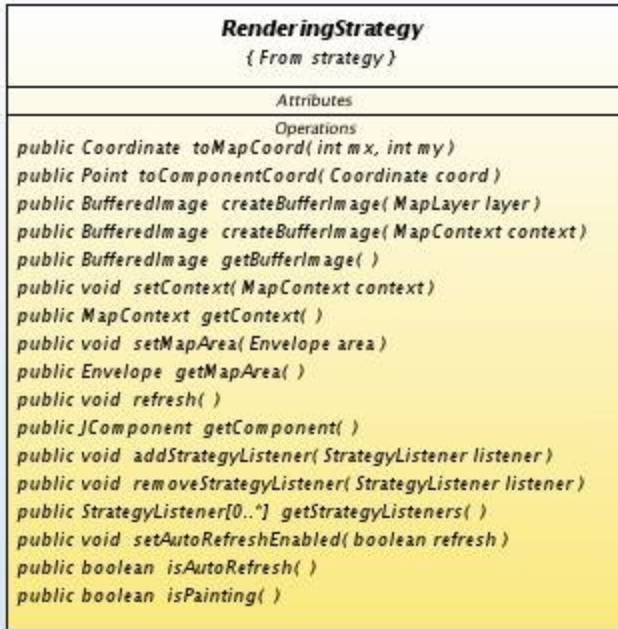 RenderingStrategy
{ From strategy }
Attributes
Operations
public Coordinate toMapCoord( int mx, int my )
public Point toComponentCoord( Coordinate coord )
public BufferedImage createBufferImage( MapLayer layer )
public BufferedImage createBufferImage( MapContext context )
public BufferedImage getBufferImage( )
public void setContext( MapContext context )
public MapContext getContext( )
public void setMapArea( Envelope area )
public Envelope getMapArea( )
public void refresh( )
public JComponent getComponent( )
public void addStrategyListener( StrategyListener listener )
public void removeStrategyListener( StrategyListener listener )
public StrategyListener[0..*] getStrategyListeners( )
public void setAutoRefreshEnabled( boolean refresh )
public boolean isAutoRefresh( )
public boolean isPainting( )